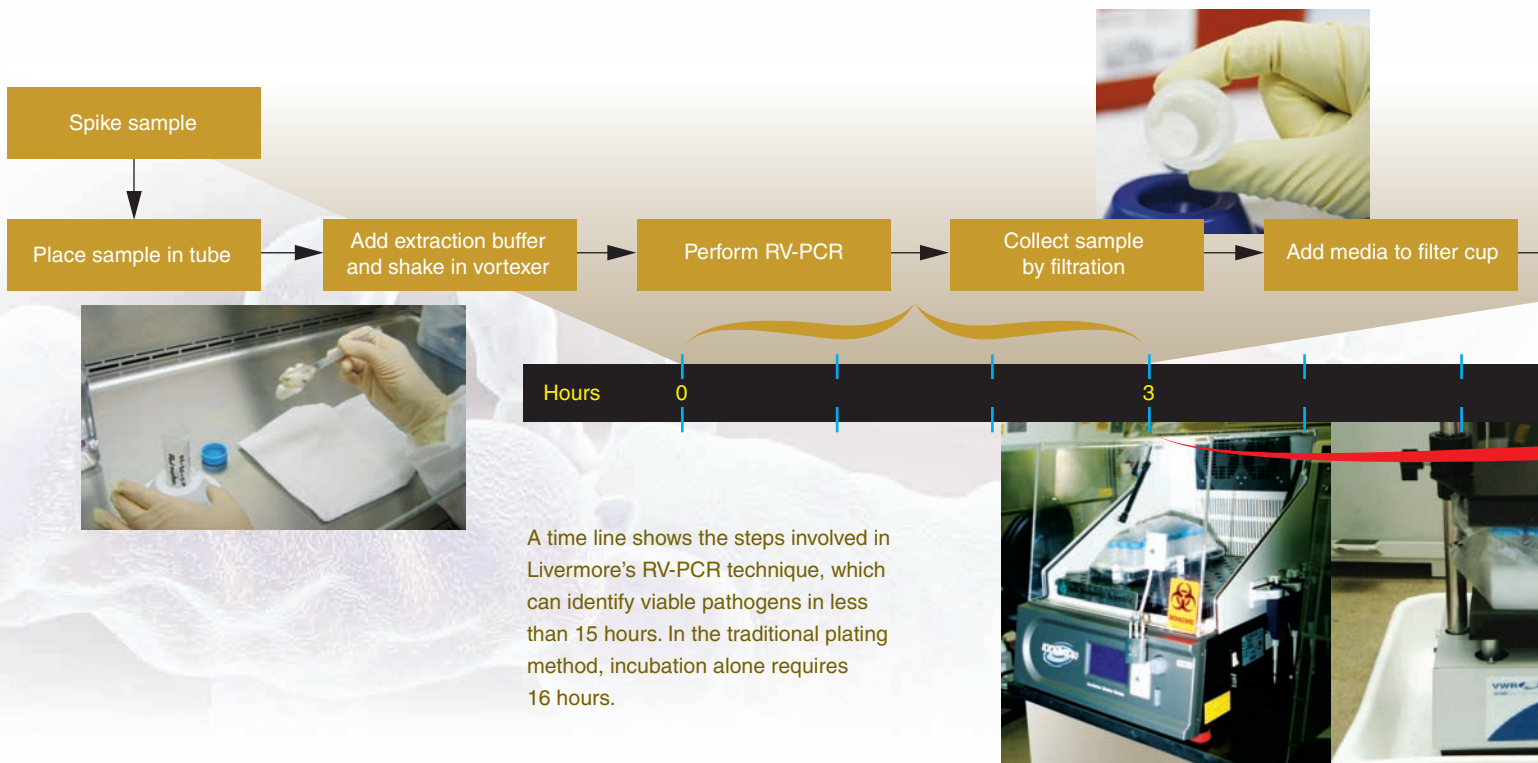 Spike sample
Place sample in tube
Add extraction buffer
and shake in vortexer
Perform RV-PCR
Collect sample
by filtration
Add media to filter cup
Hours 0 3
A time line shows the steps involved in
Livermore's RV-PCR technique, which
can identify viable pathogens in less
than 15 hours. In the traditional plating
method, incubation alone requires
16 hours.
BIOHAZARD
VWR